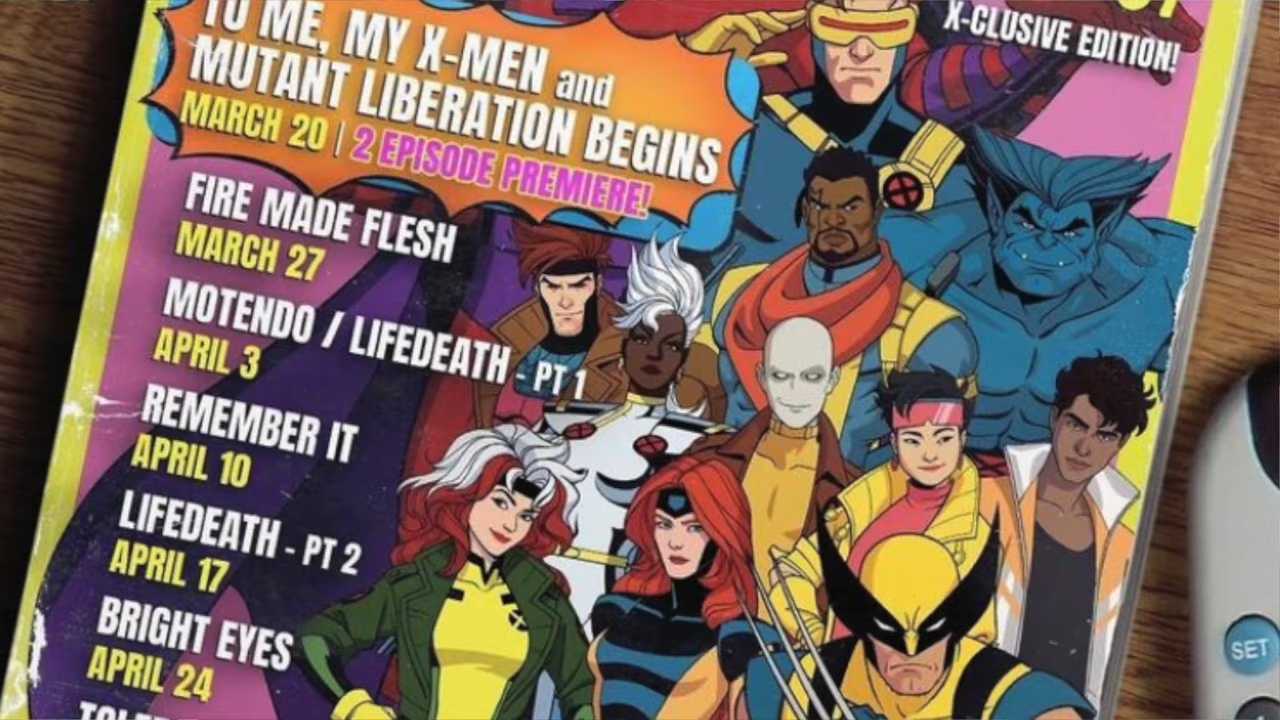 X-CLUSIVE EDITION!
TO ME, MY X-MEN and
MUTANT LIBERATION BEGINS
MARCH 20 | 2 EPISODE PREMIERE!
FIRE MADE FLESH
MARCH 27
MOTENDO / LIFEDEATH - PT 1
APRIL 3
REMEMBER IT
APRIL 10
LIFEDEATH - PT 2
APRIL 17
BRIGHT EYES
APRIL 24
SET